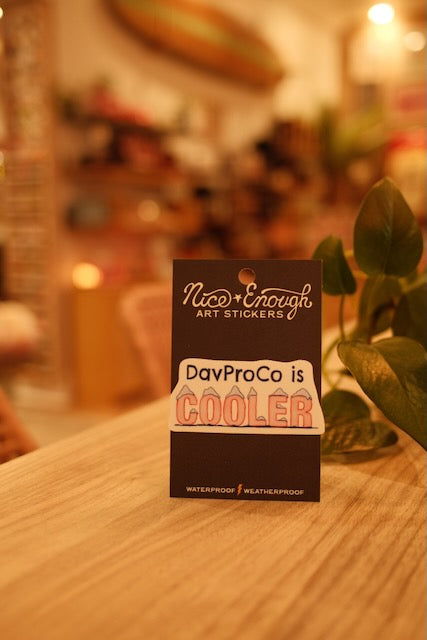 Nice Enough
ART STICKERS
DavProCo is
COOLER
WATERPROOF WEATHERPROOF